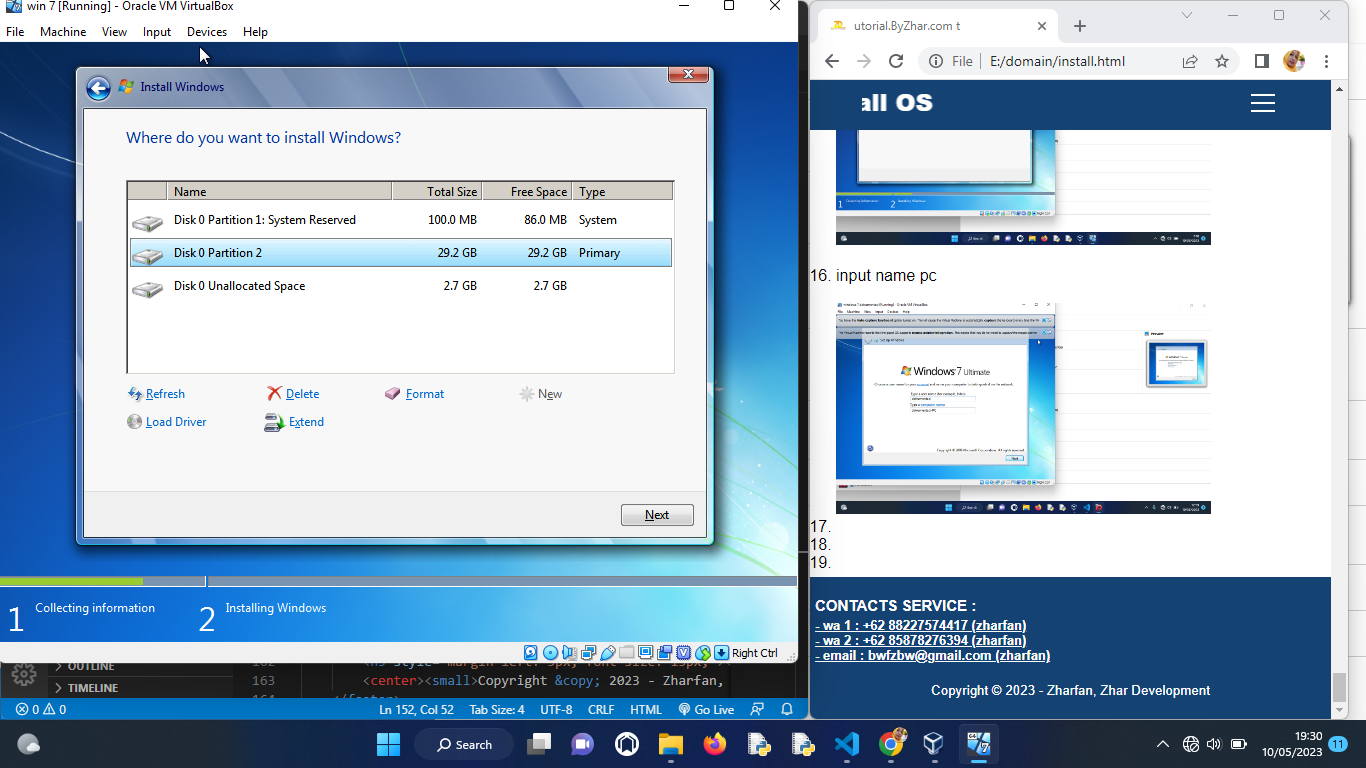 win 7 [Running] - Oracle VM VirtualBox
File Machine View Input Devices Help
Install Windows
Where do you want to install Windows?
Name Total Size Free Space Type
Disk 0 Partition 1: System Reserved 100.0 MB 86.0 MB System
Disk 0 Partition 2 29.2 GB 29.2 GB Primary
Disk 0 Unallocated Space 2.7 GB 2.7 GB
Refresh Delete Format New
Load Driver Extend
Next
1 Collecting information 2 Installing Windows
Right Ctrl
OUTLINE
TIMELINE
163 <center><small>Copyright &copy; 2023 - Zharfan,
0 0 Ln 152, Col 52 Tab Size: 4 UTF-8 CRLF HTML Go Live
utorial.ByZhar.com t
File E:/domain/install.html
all OS
16. input name pc
Windows 7 Ultimate
17.
18.
19.
CONTACTS SERVICE :
- wa 1 : +62 88227574417 (zharfan)
- wa 2 : +62 85878276394 (zharfan)
- email : bwfzbw@gmail.com (zharfan)
Copyright © 2023 - Zharfan, Zhar Development
Search
19:30
10/05/2023
11